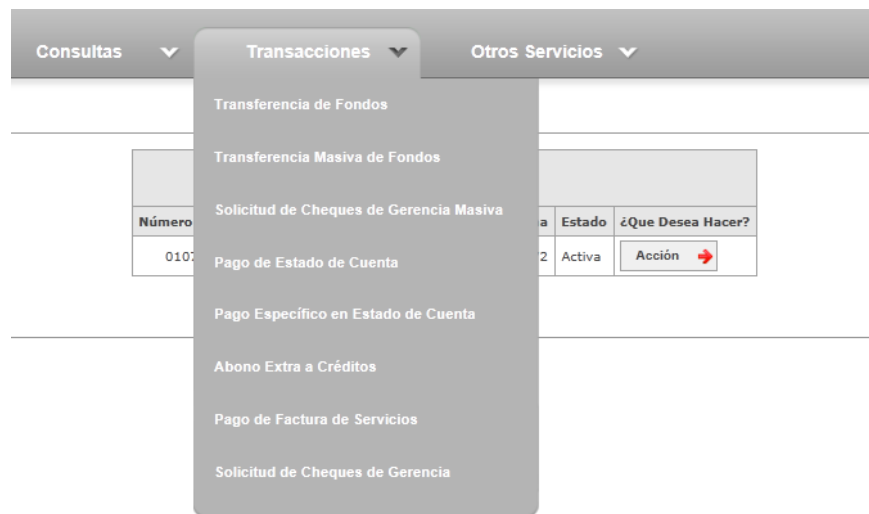 Consultas Transacciones Otros Servicios
Transferencia de Fondos
Transferencia Masiva de Fondos
Solicitud de Cheques de Gerencia Masiva
Número a Estado ¿Que Desea Hacer?
0107 2 Activa Acción
Pago de Estado de Cuenta
Pago Específico en Estado de Cuenta
Abono Extra a Créditos
Pago de Factura de Servicios
Solicitud de Cheques de Gerencia